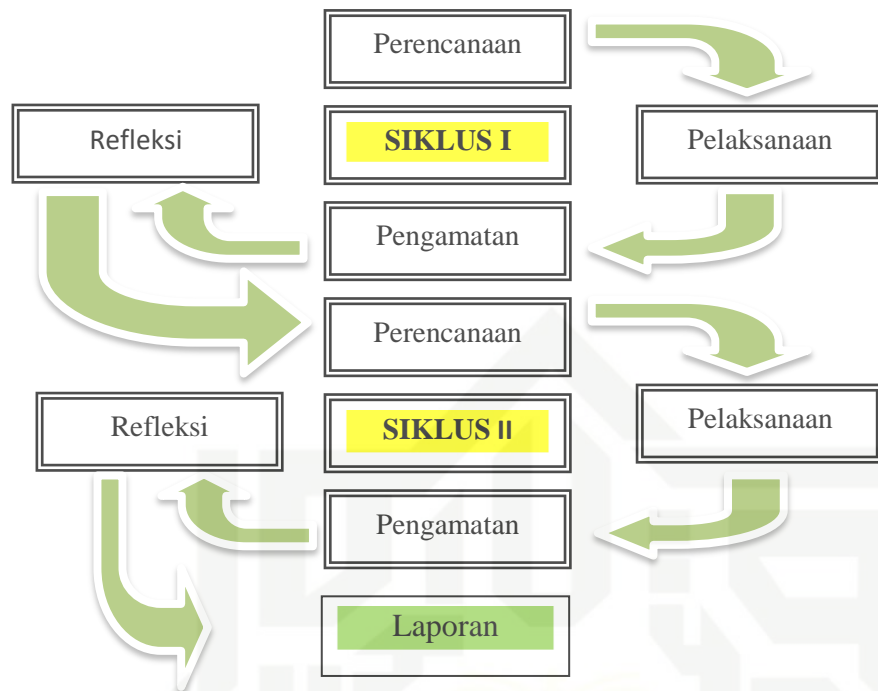 Perencanaan
Refleksi
SIKLUS I
Pelaksanaan
Pengamatan
Perencanaan
Refleksi
SIKLUS II
Pelaksanaan
Pengamatan
Laporan